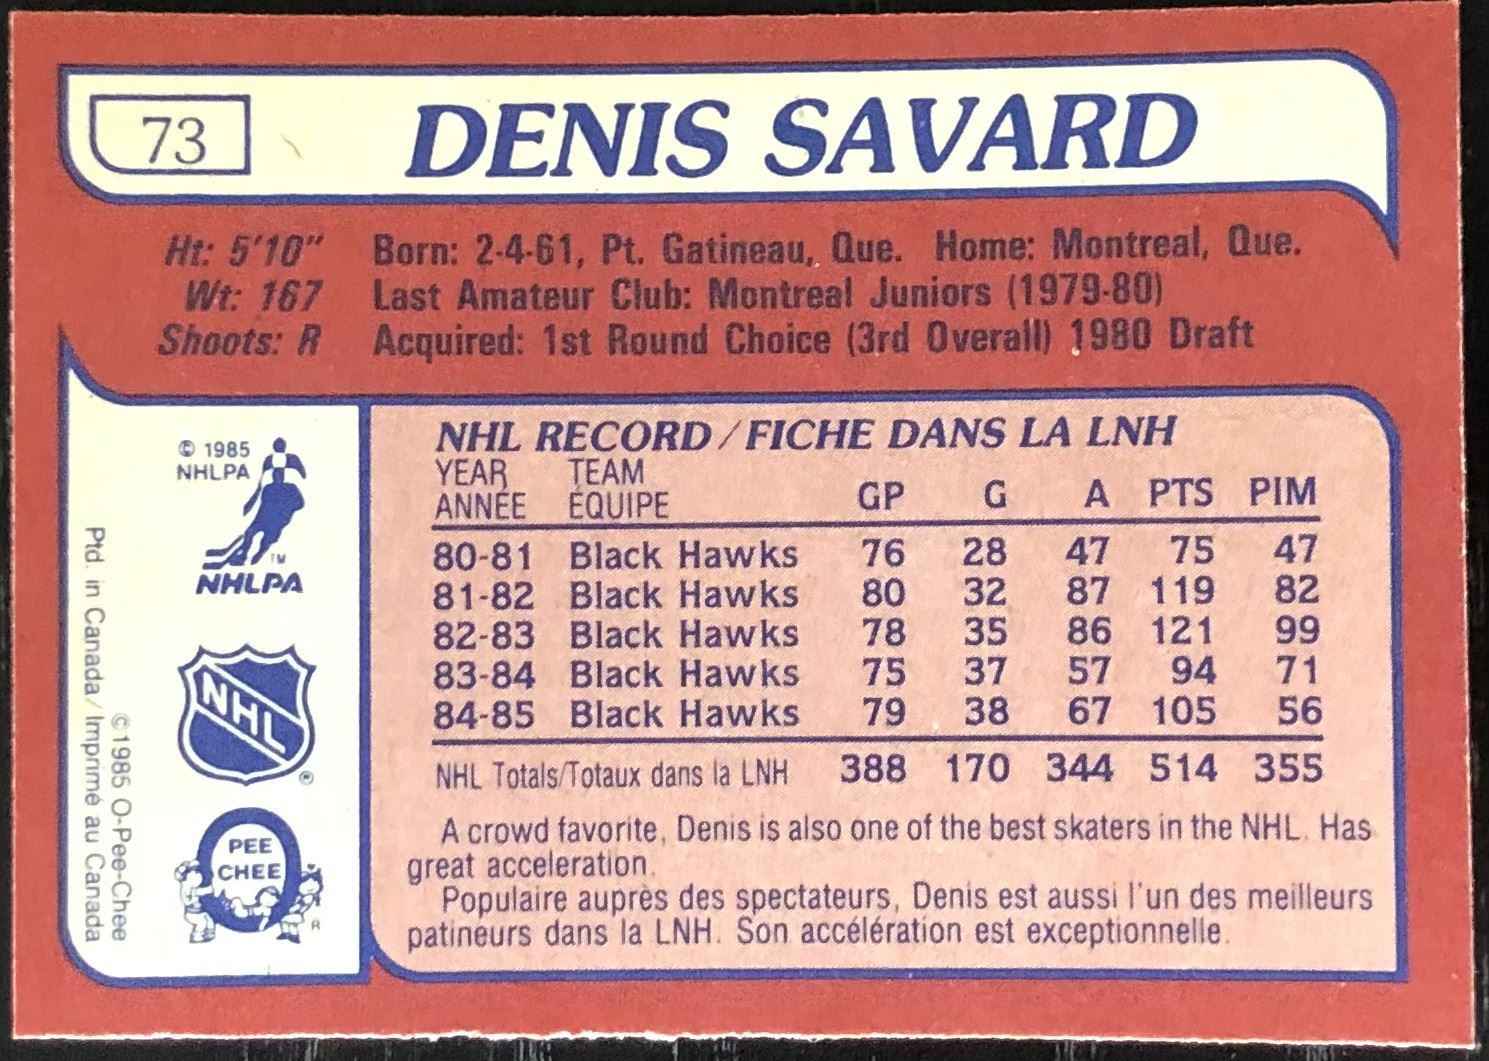 73 DENIS SAVARD
Ht: 5'10" Born: 2-4-61, Pt. Gatineau, Que. Home: Montreal, Que.
Wt: 167 Last Amateur Club: Montreal Juniors (1979-80)
Shoots: R Acquired: 1st Round Choice (3rd Overall) 1980 Draft
© 1985
NHLPA
TM
NHLPA
NHL
®
PEE
CHEE
R
©1985 O-Pee-Chee
Ptd. in Canada/Imprimé au Canada
NHL RECORD/FICHE DANS LA LNH
YEAR TEAM
ANNÉE ÉQUIPE GP G A PTS PIM
80-81 Black Hawks 76 28 47 75 47
81-82 Black Hawks 80 32 87 119 82
82-83 Black Hawks 78 35 86 121 99
83-84 Black Hawks 75 37 57 94 71
84-85 Black Hawks 79 38 67 105 56
NHL Totals/Totaux dans la LNH 388 170 344 514 355
A crowd favorite, Denis is also one of the best skaters in the NHL. Has
great acceleration.
Populaire auprès des spectateurs, Denis est aussi l'un des meilleurs
patineurs dans la LNH. Son accélération est exceptionnelle.